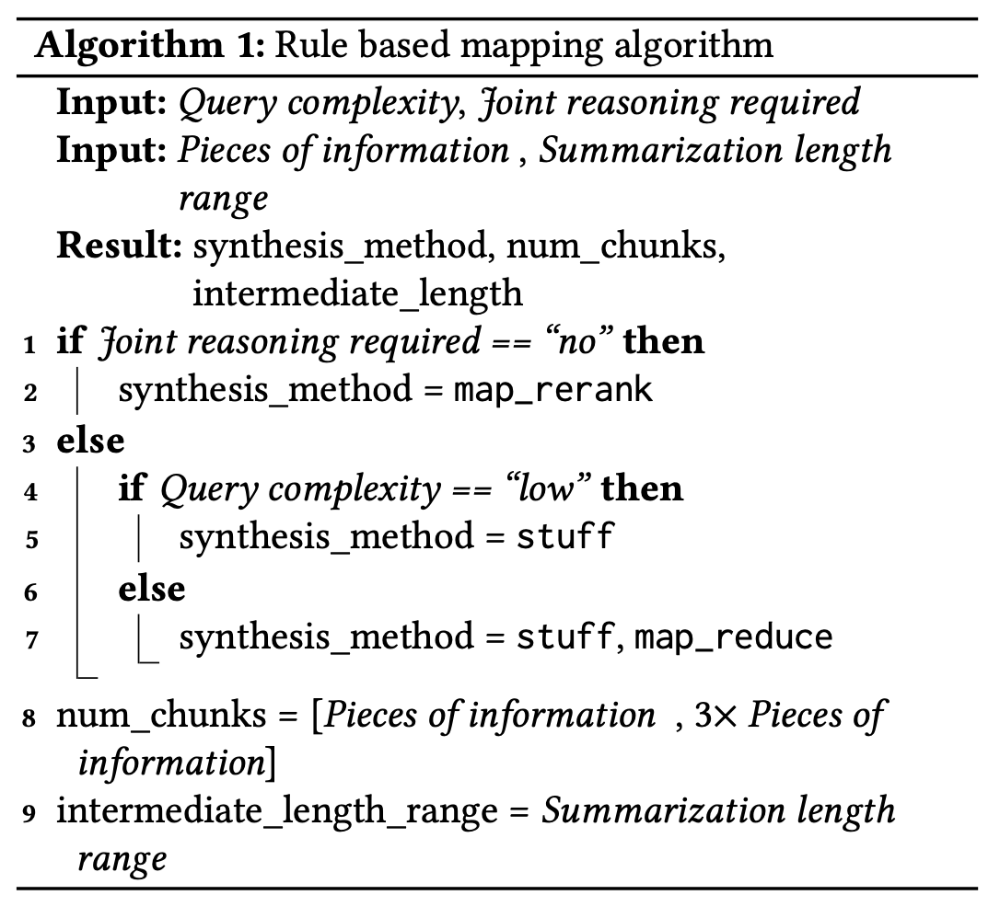 Algorithm 1: Rule based mapping algorithm
Input: Query complexity, Joint reasoning required
Input: Pieces of information , Summarization length
range
Result: synthesis_method, num_chunks,
intermediate_length
1 if Joint reasoning required == “no” then
2 synthesis_method = map_rerank
3 else
4 if Query complexity == “low” then
5 synthesis_method = stuff
6 else
7 synthesis_method = stuff, map_reduce
8 num_chunks = [Pieces of information , 3× Pieces of
information]
9 intermediate_length_range = Summarization length
range